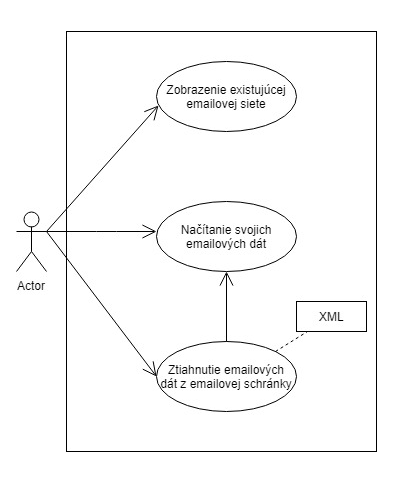 Zobrazenie existujúcej
emailovej siete
Načítanie svojich
emailových dát
Actor
XML
Ztiahnutie emailových
dát z emailovej schránky